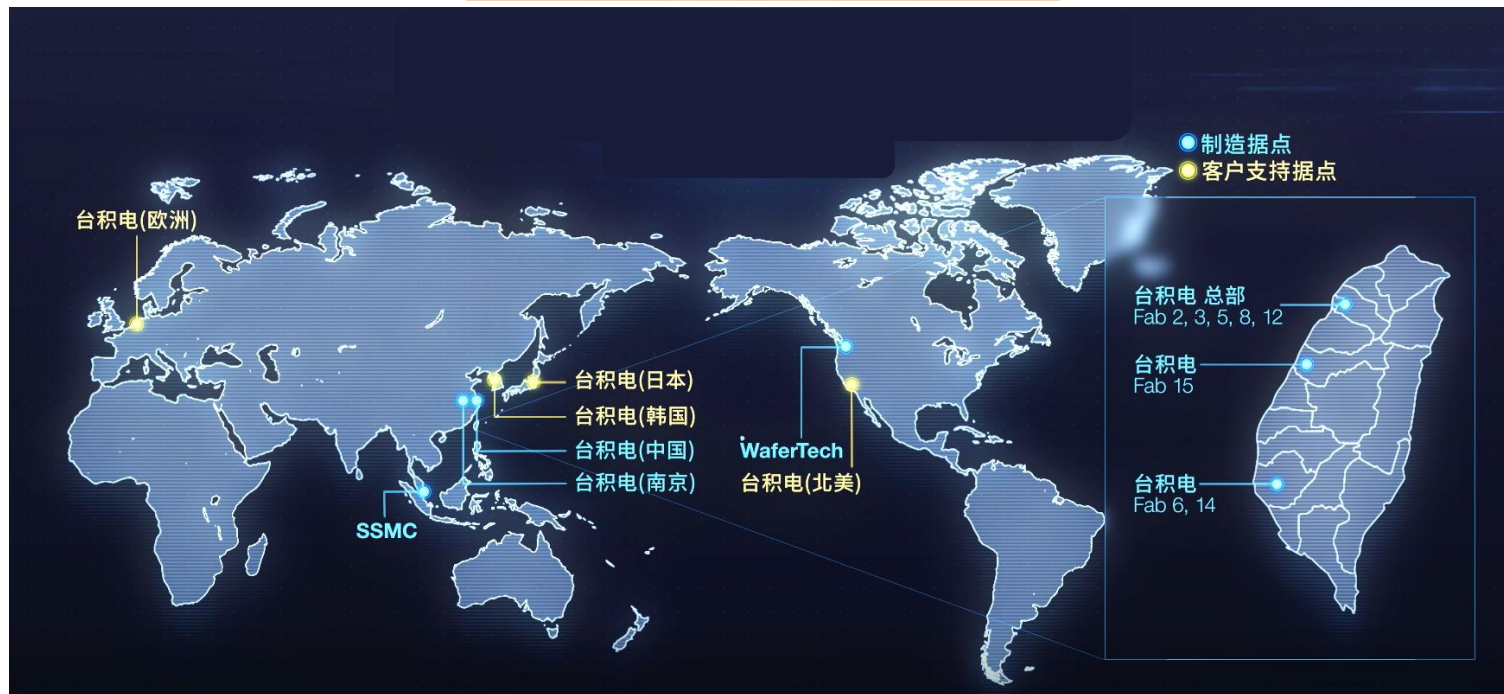 制造据点
客户支持据点
台积电(欧洲)
台积电(日本)
台积电(韩国)
台积电(中国)
台积电(南京)
SSMC
WaferTech
台积电(北美)
台积电 总部
Fab 2, 3, 5, 8, 12
台积电
Fab 15
台积电
Fab 6, 14